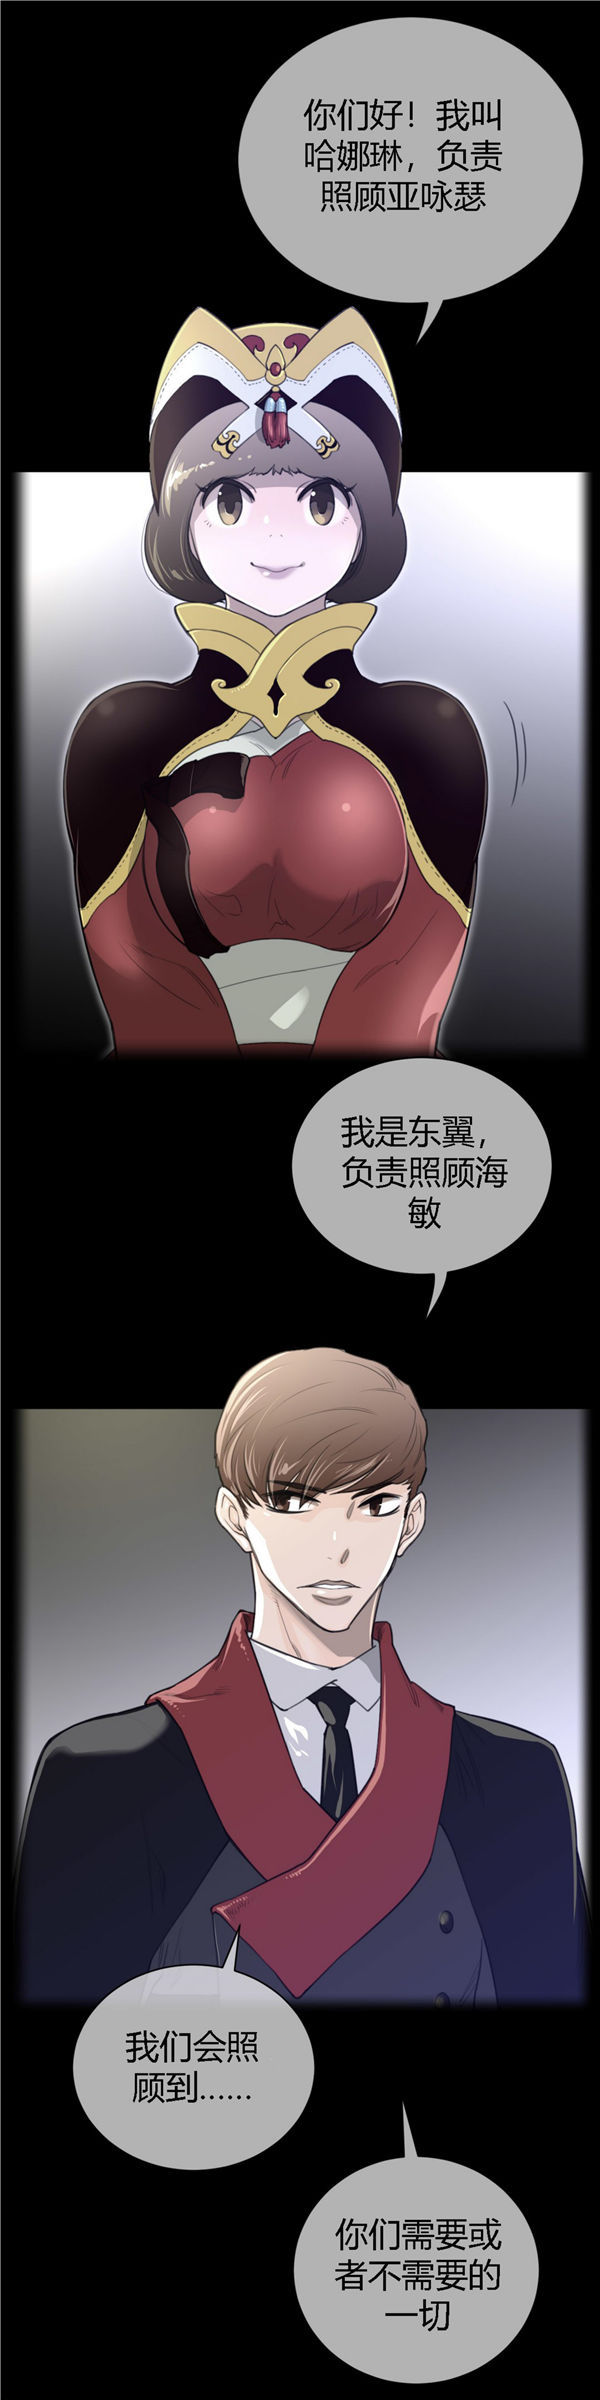 你们好！我叫
哈娜琳，负责
照顾亚咏瑟
我是东翼，
负责照顾海
敏
我们会照
顾到……
你们需要或
者不需要的
一切